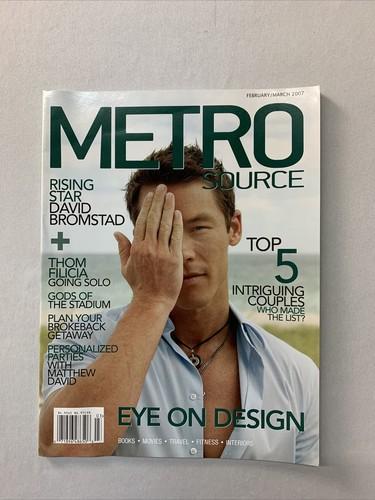 FEBRUARY/MARCH 2007
METRO
SOURCE
RISING
STAR
DAVID
BROMSTAD
+
THOM
FILICIA
GOING SOLO
GODS OF
THE STADIUM
PLAN YOUR
BROKEBACK
GETAWAY
PERSONALIZED
PARTIES
WITH
MATTHEW
DAVID
TOP
5
INTRIGUING
COUPLES
WHO MADE
THE LIST?
EYE ON DESIGN
BOOKS • MOVIES • TRAVEL • FITNESS • INTERIORS